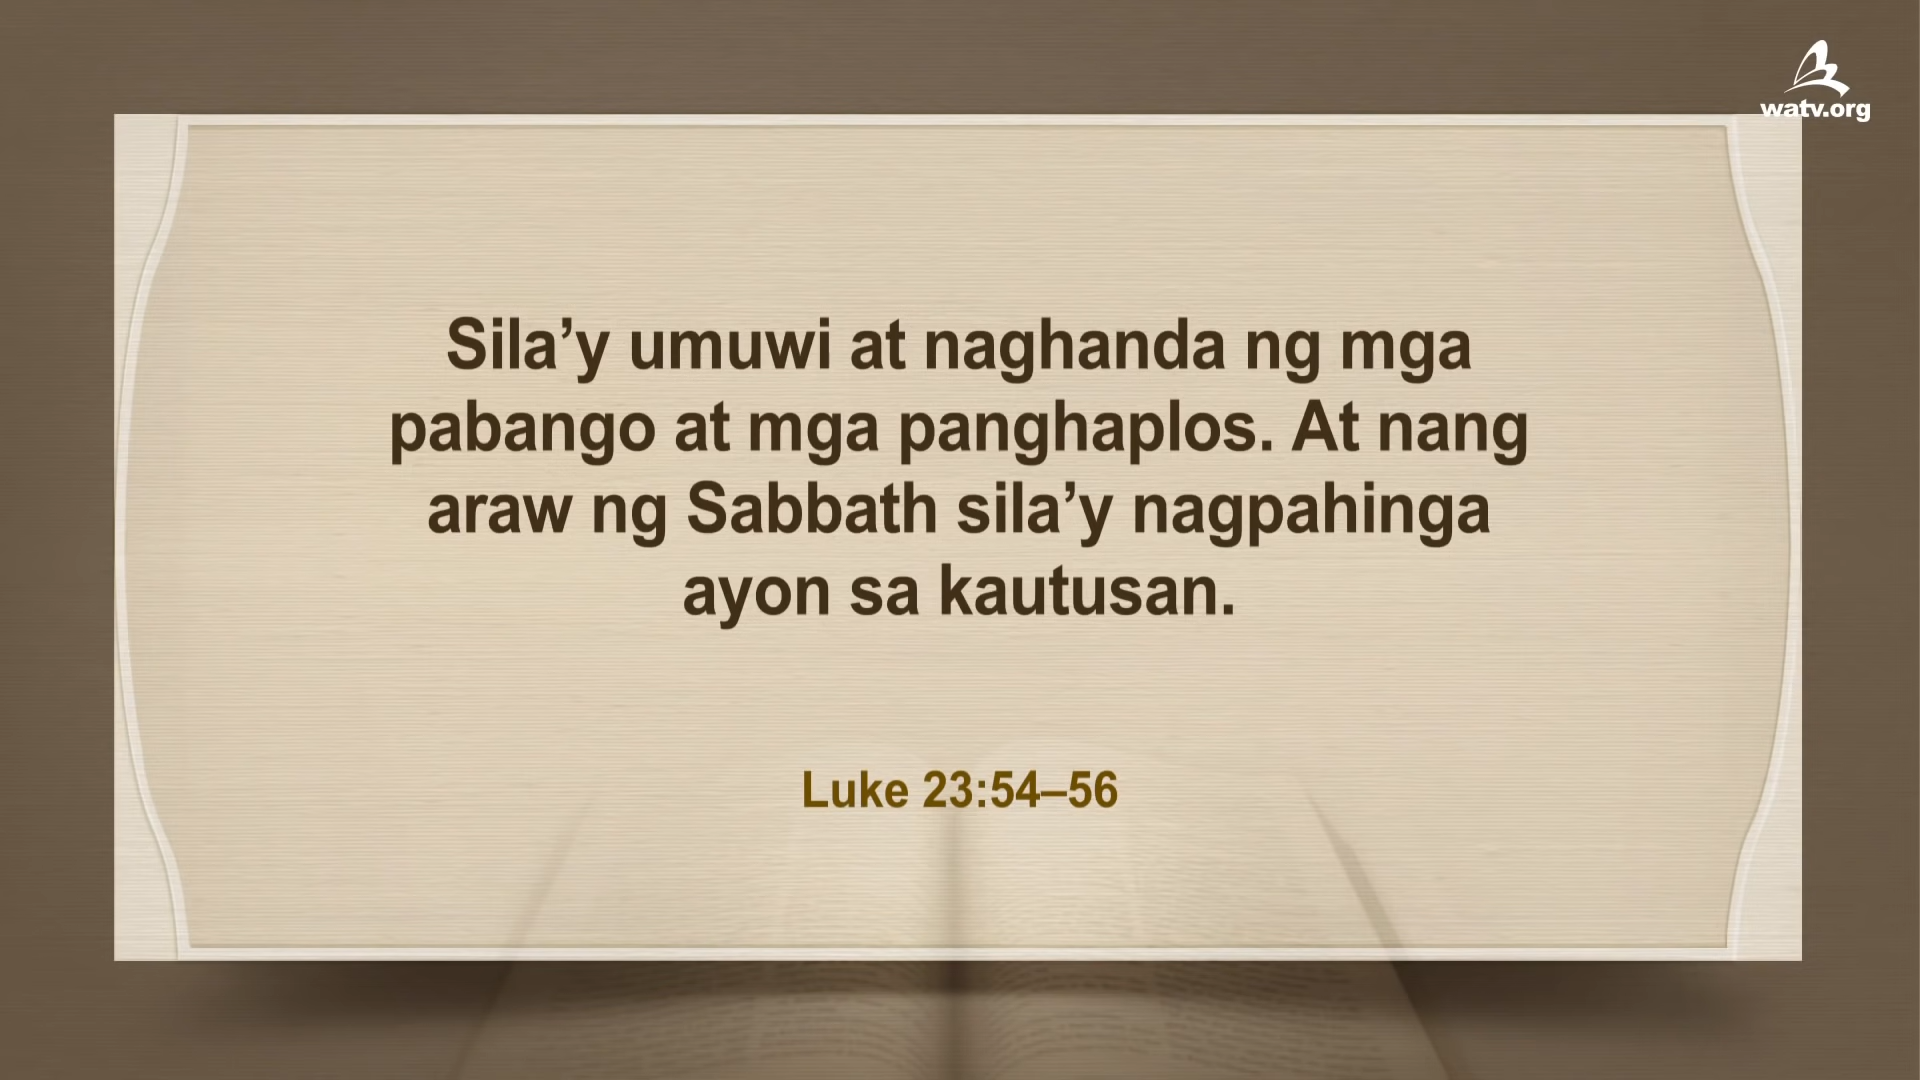 watv.org
Sila’y umuwi at naghanda ng mga
pabango at mga panghaplos. At nang
araw ng Sabbath sila’y nagpahinga
ayon sa kautusan.
Luke 23:54–56